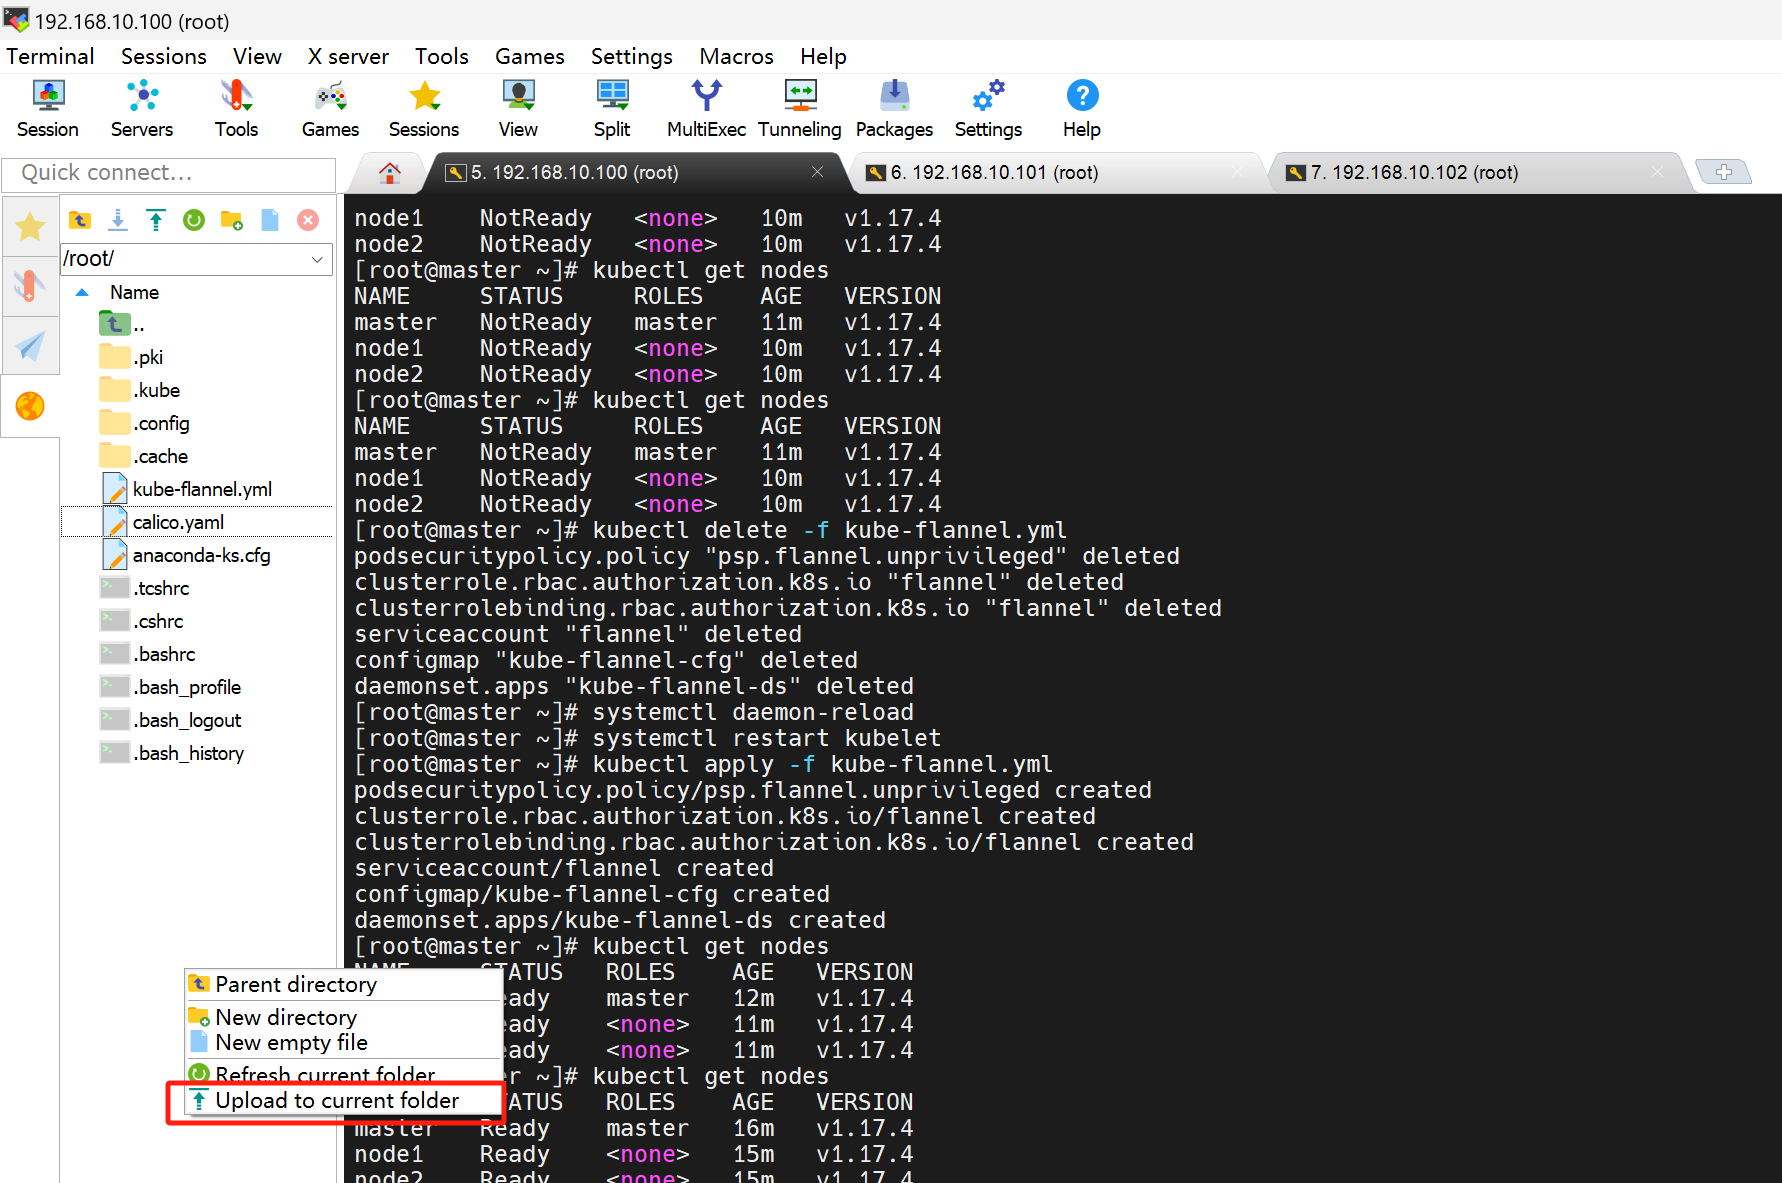 192.168.10.100 (root)
Terminal Sessions View X server Tools Games Settings Macros Help
Session Servers Tools Games Sessions View Split MultiExec Tunneling Packages Settings Help
Quick connect...
5. 192.168.10.100 (root)
6. 192.168.10.101 (root)
7. 192.168.10.102 (root)
/root/
Name
..
.pki
.kube
.config
.cache
kube-flannel.yml
calico.yaml
anaconda-ks.cfg
.tcshrc
.cshrc
.bashrc
.bash_profile
.bash_logout
.bash_history
node1 NotReady <none> 10m v1.17.4
node2 NotReady <none> 10m v1.17.4
[root@master ~]# kubectl get nodes
NAME STATUS ROLES AGE VERSION
master NotReady master 11m v1.17.4
node1 NotReady <none> 10m v1.17.4
node2 NotReady <none> 10m v1.17.4
[root@master ~]# kubectl get nodes
NAME STATUS ROLES AGE VERSION
master NotReady master 11m v1.17.4
node1 NotReady <none> 10m v1.17.4
node2 NotReady <none> 10m v1.17.4
[root@master ~]# kubectl delete -f kube-flannel.yml
podsecuritypolicy.policy "psp.flannel.unprivileged" deleted
clusterrole.rbac.authorization.k8s.io "flannel" deleted
clusterrolebinding.rbac.authorization.k8s.io "flannel" deleted
serviceaccount "flannel" deleted
configmap "kube-flannel-cfg" deleted
daemonset.apps "kube-flannel-ds" deleted
[root@master ~]# systemctl daemon-reload
[root@master ~]# systemctl restart kubelet
[root@master ~]# kubectl apply -f kube-flannel.yml
podsecuritypolicy.policy/psp.flannel.unprivileged created
clusterrole.rbac.authorization.k8s.io/flannel created
clusterrolebinding.rbac.authorization.k8s.io/flannel created
serviceaccount/flannel created
configmap/kube-flannel-cfg created
daemonset.apps/kube-flannel-ds created
[root@master ~]# kubectl get nodes
NAME TATUS ROLES AGE VERSION
eady master 12m v1.17.4
eady <none> 11m v1.17.4
eady <none> 11m v1.17.4
er ~]# kubectl get nodes
TATUS ROLES AGE VERSION
master Ready master 16m v1.17.4
node1 Ready <none> 15m v1.17.4
node2 Ready <none> 15m v1.17.4
Parent directory
New directory
New empty file
Refresh current folder
Upload to current folder